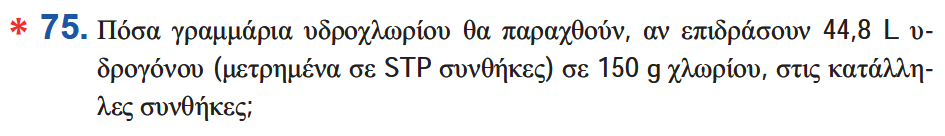 * 75. Πόσα γραμμάρια υδροχλωρίου θα παραχθούν, αν επιδράσουν 44,8 L υ-
δρογόνου (μετρημένα σε STP συνθήκες) σε 150 g χλωρίου, στις κατάλλη-
λες συνθήκες;